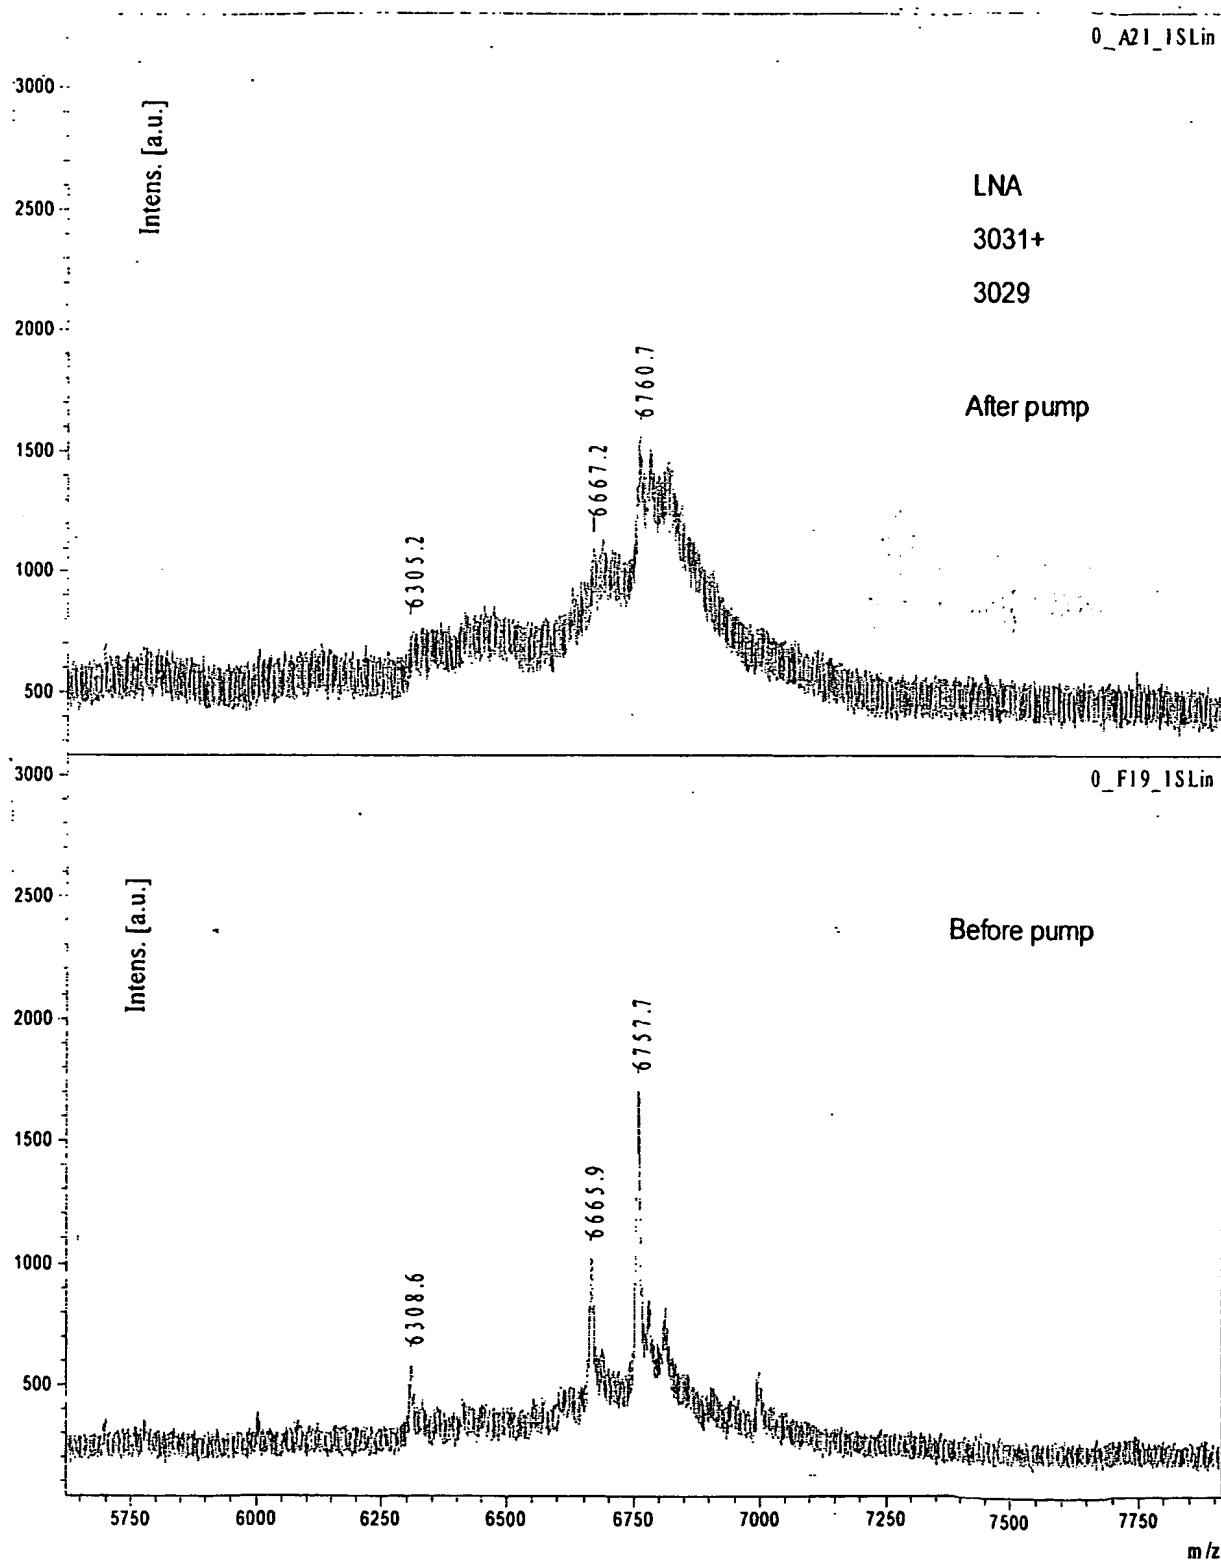 0_A21_1SLin
3000
Intens. [a.u.]
2500
2000
1500
1000
500
LNA
3031+
3029
After pump
6305.2
6667.2
6760.7
0_F19_1SLin
3000
Intens. [a.u.]
2500
2000
1500
1000
500
Before pump
6308.6
6665.9
6757.7
5750 6000 6250 6500 6750 7000 7250 7500 7750
m/z